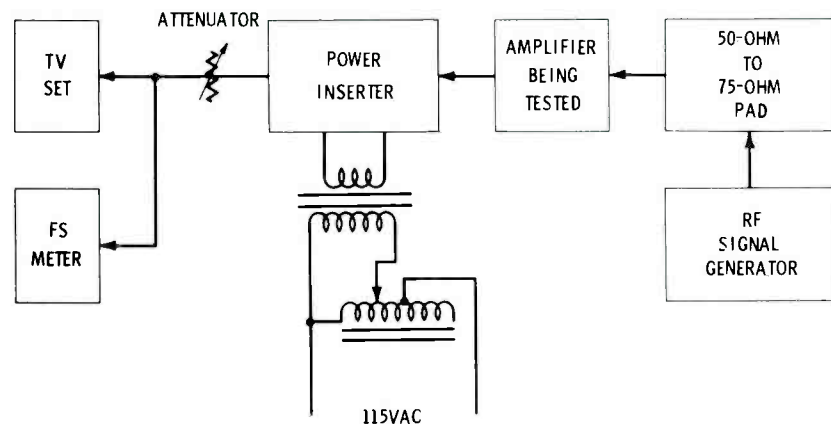 ATTENUATOR
TV
SET
POWER
INSERTER
AMPLIFIER
BEING
TESTED
50-OHM
TO
75-OHM
PAD
FS
METER
RF
SIGNAL
GENERATOR
115VAC